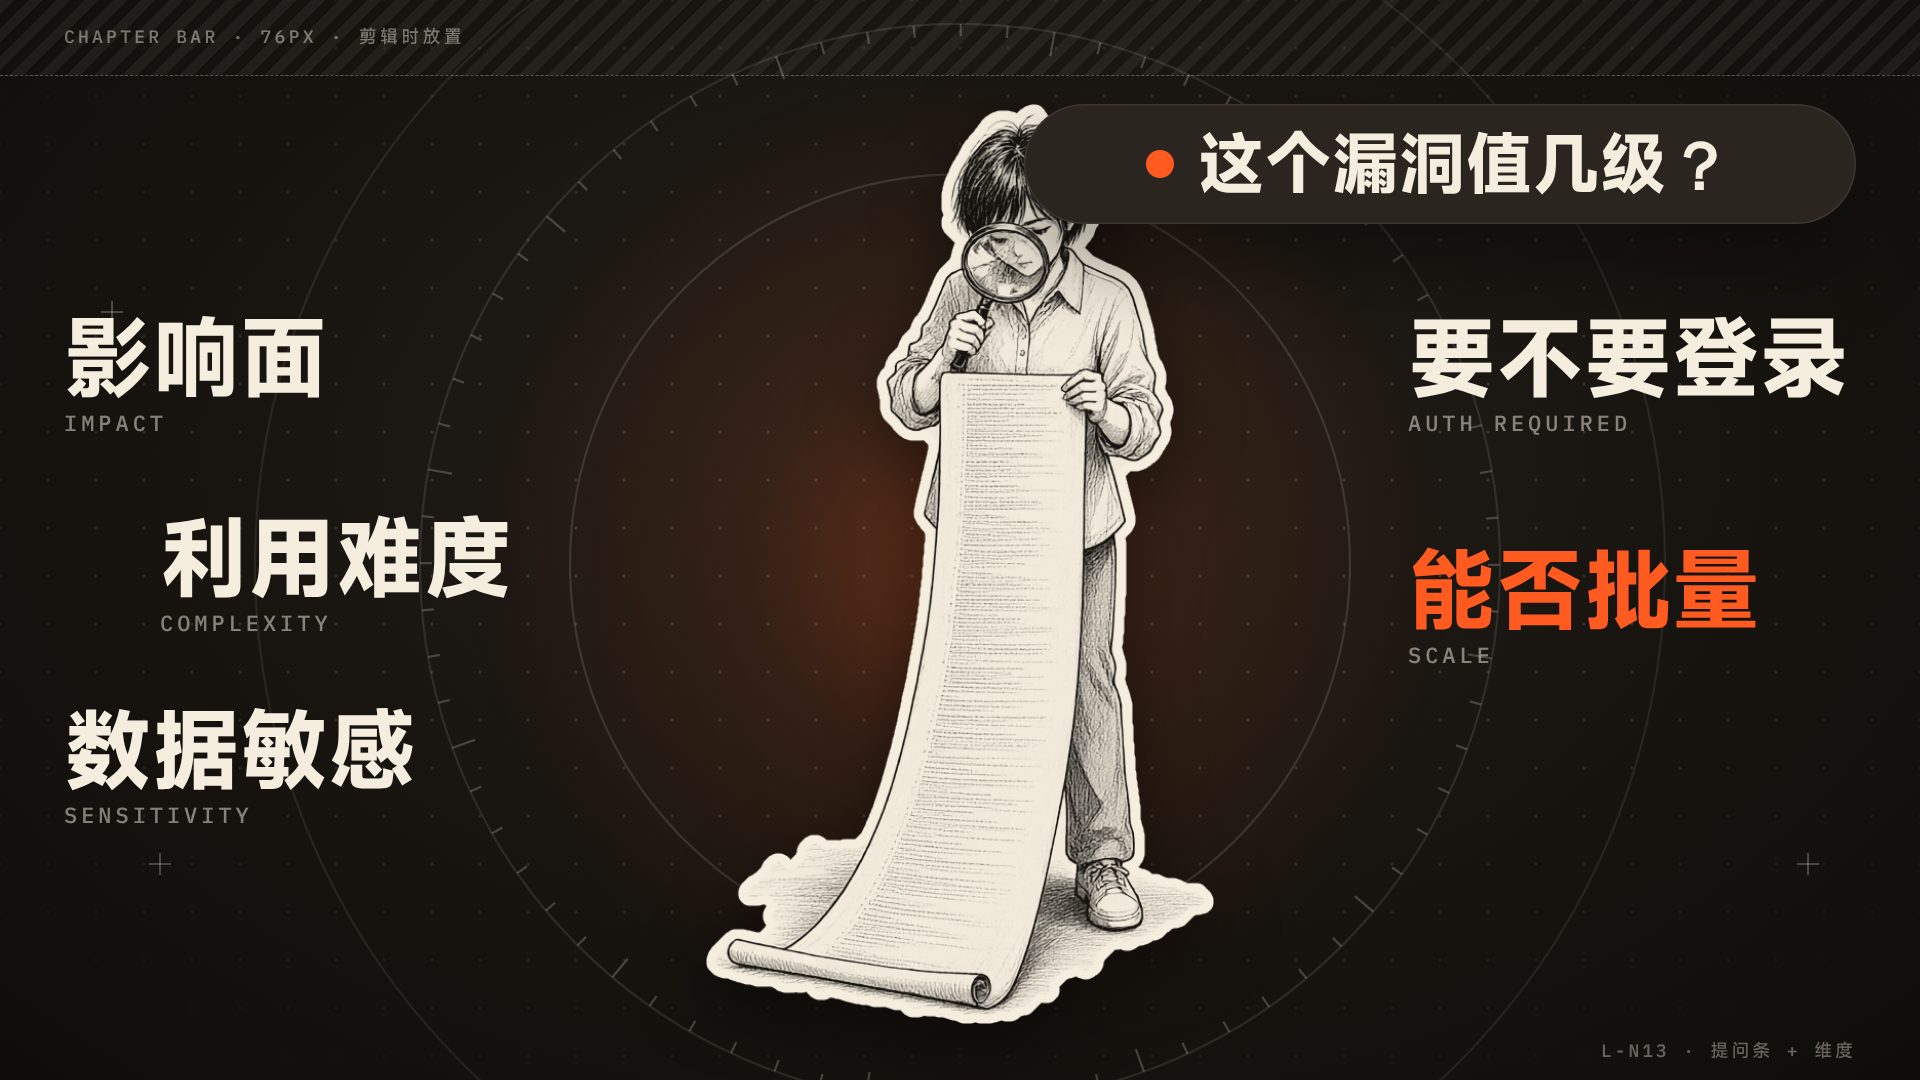 CHAPTER BAR · 76PX · 剪辑时放置
这个漏洞值几级？
影响面
IMPACT
利用难度
COMPLEXITY
数据敏感
SENSITIVITY
要不要登录
AUTH REQUIRED
能否批量
SCALE
L-N13 · 提问条 + 维度